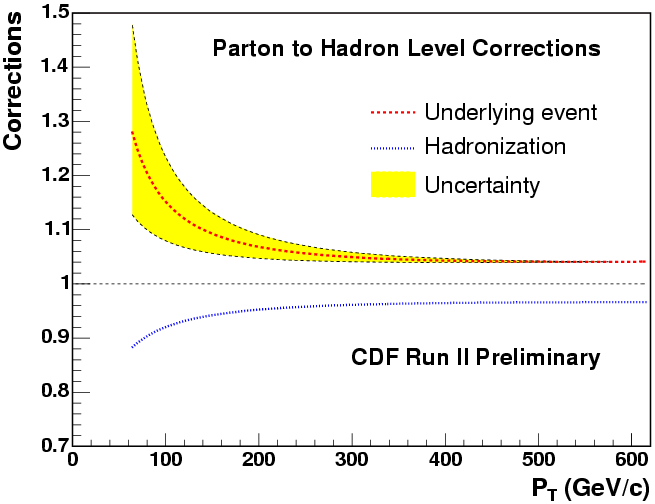 Corrections
1.5
1.4
1.3
1.2
1.1
1
0.9
0.8
0.7
Parton to Hadron Level Corrections
Underlying event
Hadronization
Uncertainty
CDF Run II Preliminary
0 100 200 300 400 500 600
P_T (GeV/c)